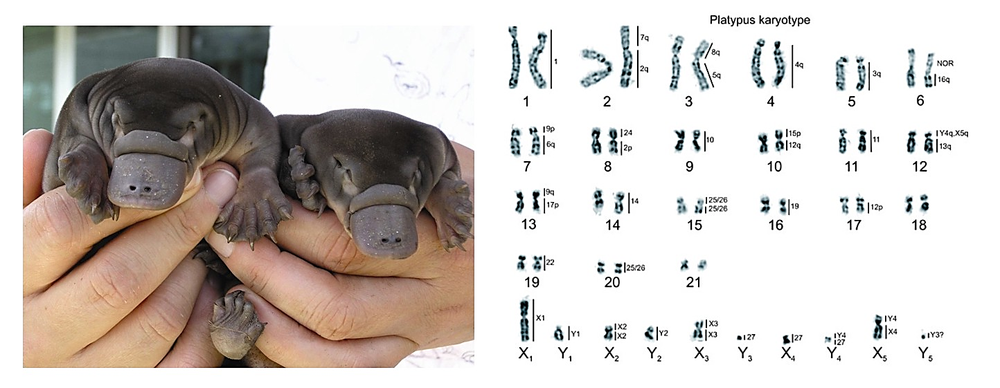 Platypus karyotype
1
7q
2q
8q
5q
4q
3q
NOR
16q
1 2 3 4 5 6
9p
6q
24
2p
10
15p
12q
11
Y4q,X5q
13q
7 8 9 10 11 12
9q
17p
14
25/26
25/26
19
12p
13 14 15 16 17 18
22
25/26
19 20 21
X1
Y1
X2
X2
Y2
X3
X3
27
27
Y4
27
Y4
X4
Y3?
X1 Y1 X2 Y2 X3 Y3 X4 Y4 X5 Y5